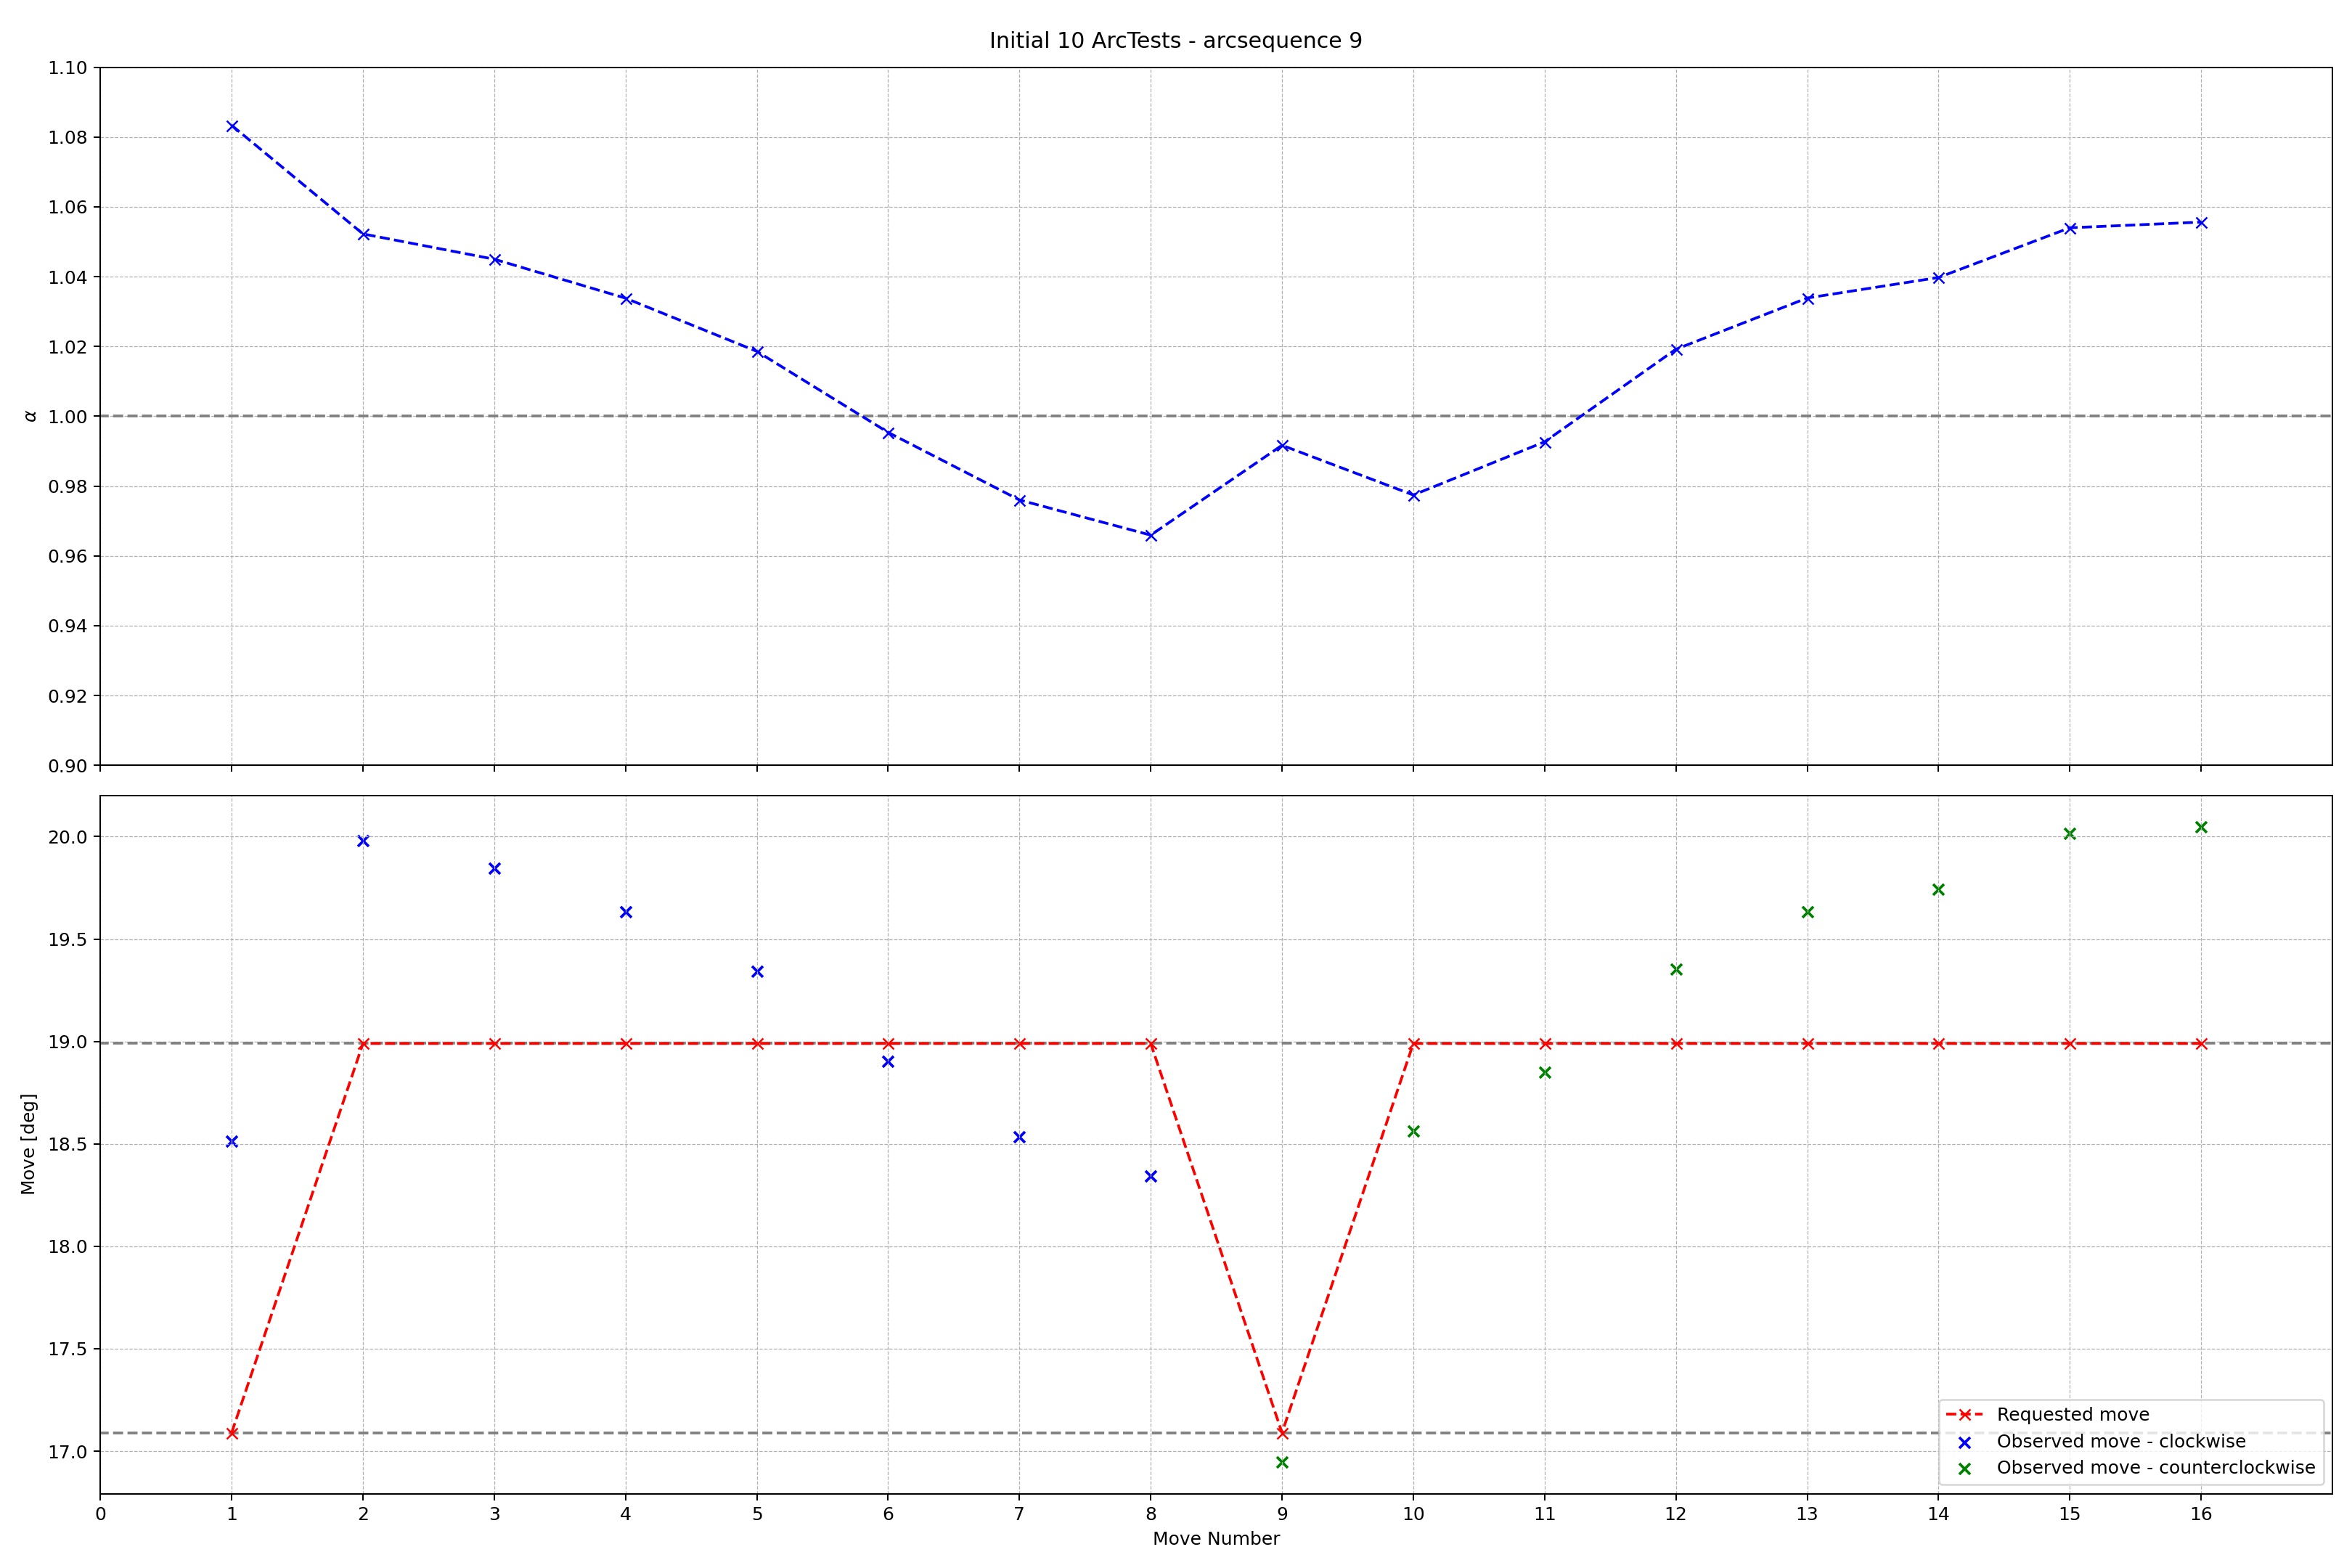 Initial 10 ArcTests - arcsequence 9
1.10
1.08
1.06
1.04
1.02
1.00
0.98
0.96
0.94
0.92
0.90
α
20.0
19.5
19.0
18.5
18.0
17.5
17.0
Move [deg]
Requested move
Observed move - clockwise
Observed move - counterclockwise
0 1 2 3 4 5 6 7 8 9 10 11 12 13 14 15 16
Move Number